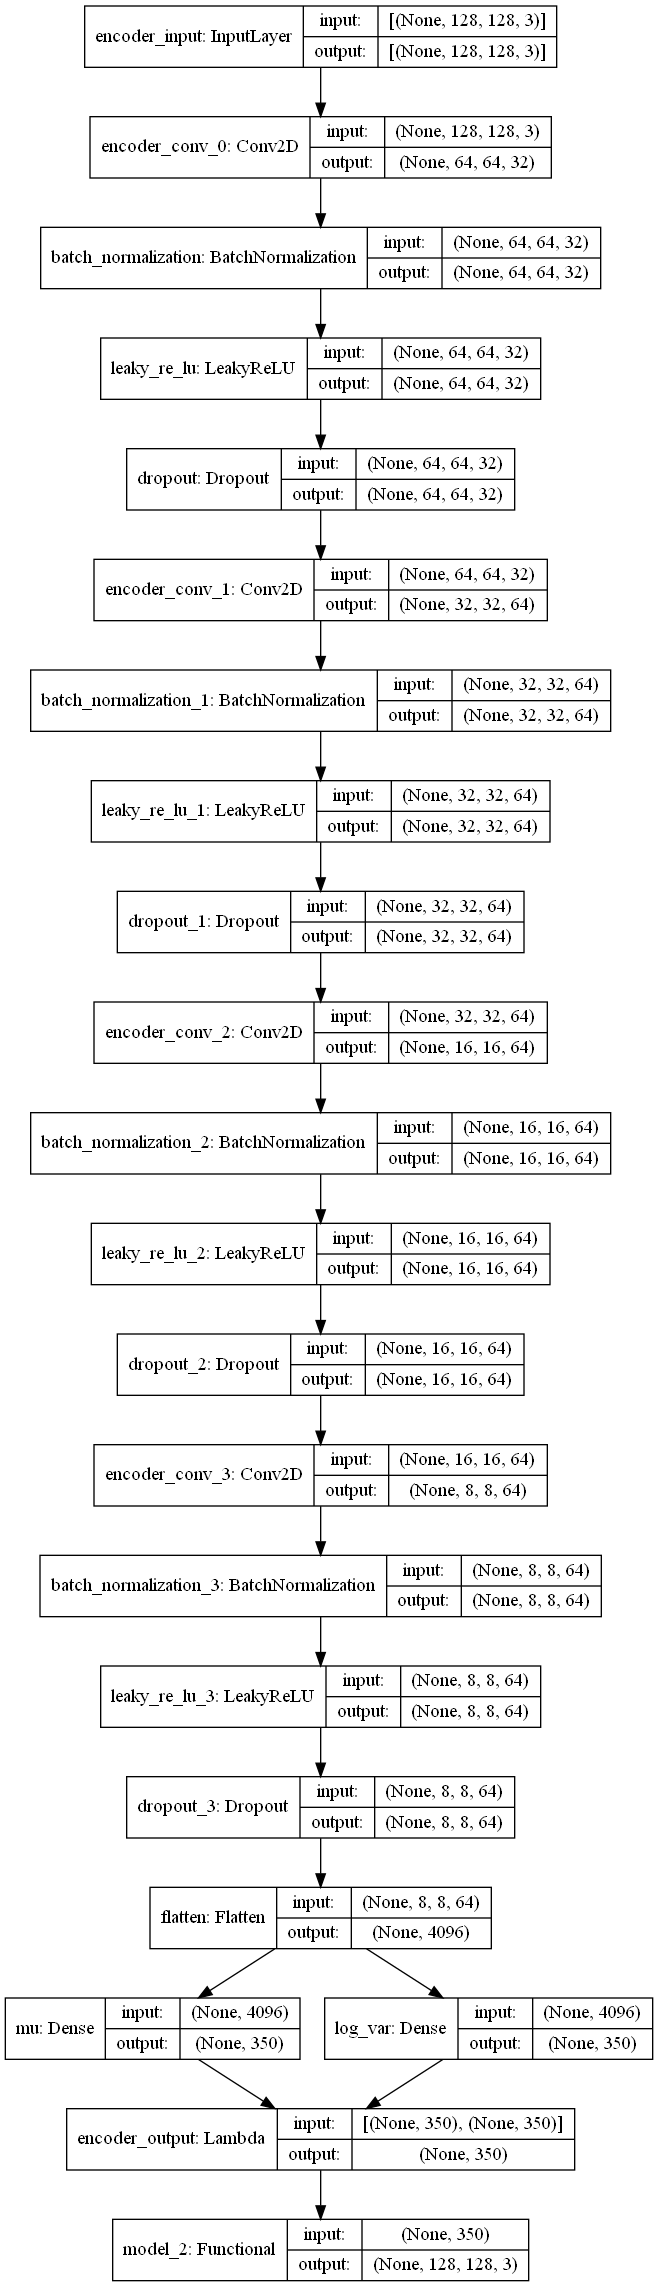 encoder_input: InputLayer
input:
[(None, 128, 128, 3)]
output:
[(None, 128, 128, 3)]
encoder_conv_0: Conv2D
input:
(None, 128, 128, 3)
output:
(None, 64, 64, 32)
batch_normalization: BatchNormalization
input:
(None, 64, 64, 32)
output:
(None, 64, 64, 32)
leaky_re_lu: LeakyReLU
input:
(None, 64, 64, 32)
output:
(None, 64, 64, 32)
dropout: Dropout
input:
(None, 64, 64, 32)
output:
(None, 64, 64, 32)
encoder_conv_1: Conv2D
input:
(None, 64, 64, 32)
output:
(None, 32, 32, 64)
batch_normalization_1: BatchNormalization
input:
(None, 32, 32, 64)
output:
(None, 32, 32, 64)
leaky_re_lu_1: LeakyReLU
input:
(None, 32, 32, 64)
output:
(None, 32, 32, 64)
dropout_1: Dropout
input:
(None, 32, 32, 64)
output:
(None, 32, 32, 64)
encoder_conv_2: Conv2D
input:
(None, 32, 32, 64)
output:
(None, 16, 16, 64)
batch_normalization_2: BatchNormalization
input:
(None, 16, 16, 64)
output:
(None, 16, 16, 64)
leaky_re_lu_2: LeakyReLU
input:
(None, 16, 16, 64)
output:
(None, 16, 16, 64)
dropout_2: Dropout
input:
(None, 16, 16, 64)
output:
(None, 16, 16, 64)
encoder_conv_3: Conv2D
input:
(None, 16, 16, 64)
output:
(None, 8, 8, 64)
batch_normalization_3: BatchNormalization
input:
(None, 8, 8, 64)
output:
(None, 8, 8, 64)
leaky_re_lu_3: LeakyReLU
input:
(None, 8, 8, 64)
output:
(None, 8, 8, 64)
dropout_3: Dropout
input:
(None, 8, 8, 64)
output:
(None, 8, 8, 64)
flatten: Flatten
input:
(None, 8, 8, 64)
output:
(None, 4096)
mu: Dense
input:
(None, 4096)
output:
(None, 350)
log_var: Dense
input:
(None, 4096)
output:
(None, 350)
encoder_output: Lambda
input:
[(None, 350), (None, 350)]
output:
(None, 350)
model_2: Functional
input:
(None, 350)
output:
(None, 128, 128, 3)